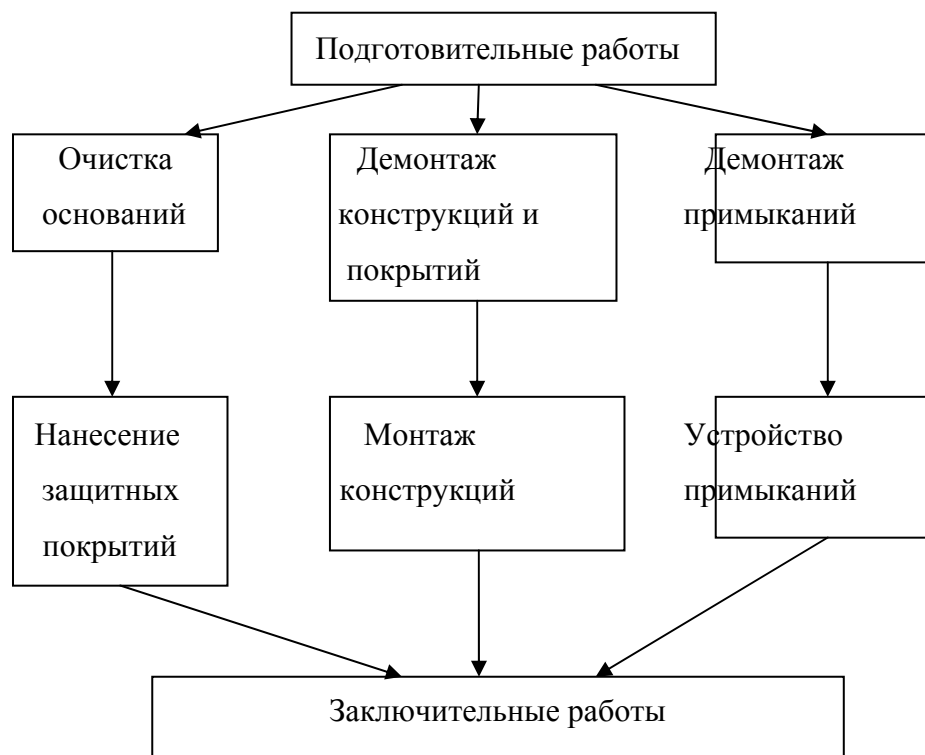 Подготовительные работы
Очистка
оснований
Демонтаж
конструкций и
покрытий
Демонтаж
примыканий
Нанесение
защитных
покрытий
Монтаж
конструкций
Устройство
примыканий
Заключительные работы